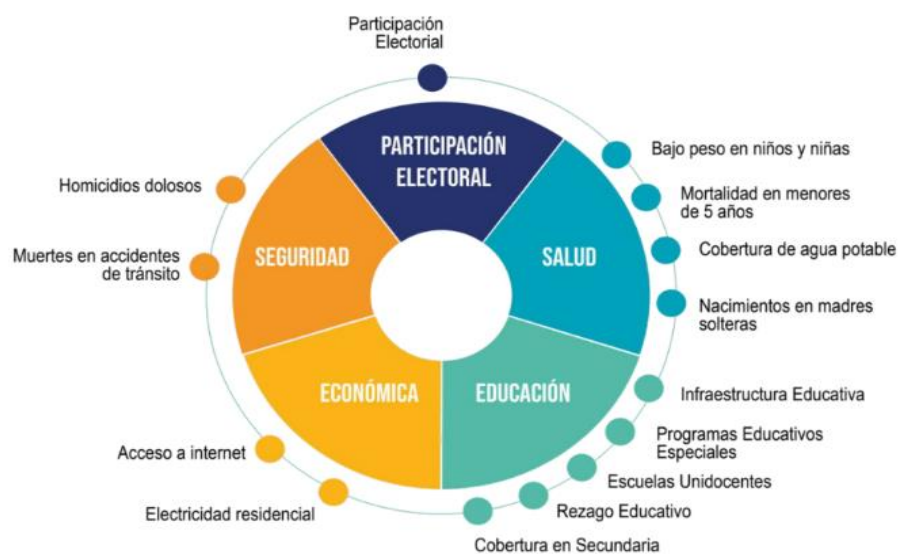 Participación
Electorial
PARTICIPACIÓN
ELECTORAL
Bajo peso en niños y niñas
Mortalidad en menores
de 5 años
Cobertura de agua potable
Nacimientos en madres
solteras
SALUD
Infraestructura Educativa
Programas Educativos
Especiales
Escuelas Unidocentes
Rezago Educativo
Cobertura en Secundaria
EDUCACIÓN
ECONÓMICA
Electricidad residencial
Acceso a internet
SEGURIDAD
Muertes en accidentes
de tránsito
Homicidios dolosos